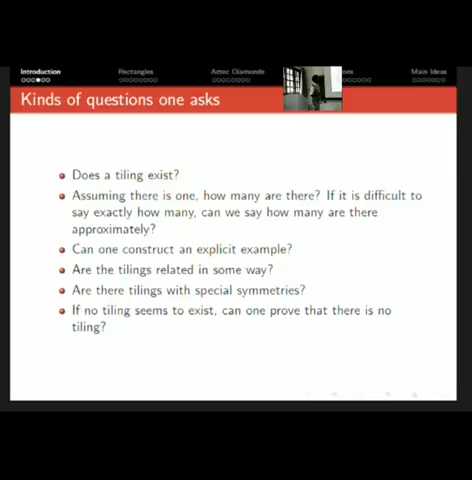 Introduction Rectangles Aztec Diamonds Main Ideas
Kinds of questions one asks
Does a tiling exist?
Assuming there is one, how many are there? If it is difficult to
say exactly how many, can we say how many are there
approximately?
Can one construct an explicit example?
Are the tilings related in some way?
Are there tilings with special symmetries?
If no tiling seems to exist, can one prove that there is no
tiling?